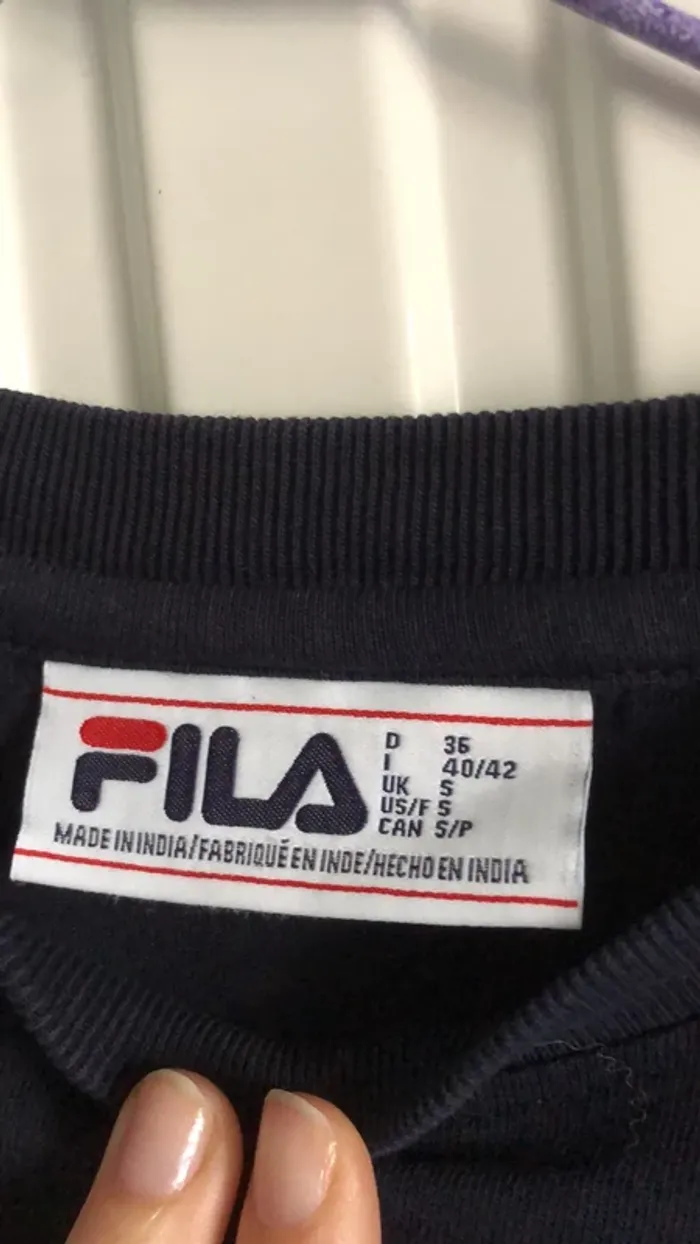 FILA
D 36
I 40/42
UK S
US/F S
CAN S/P
MADE IN INDIA/FABRIQUÉ EN INDE/HECHO EN INDIA